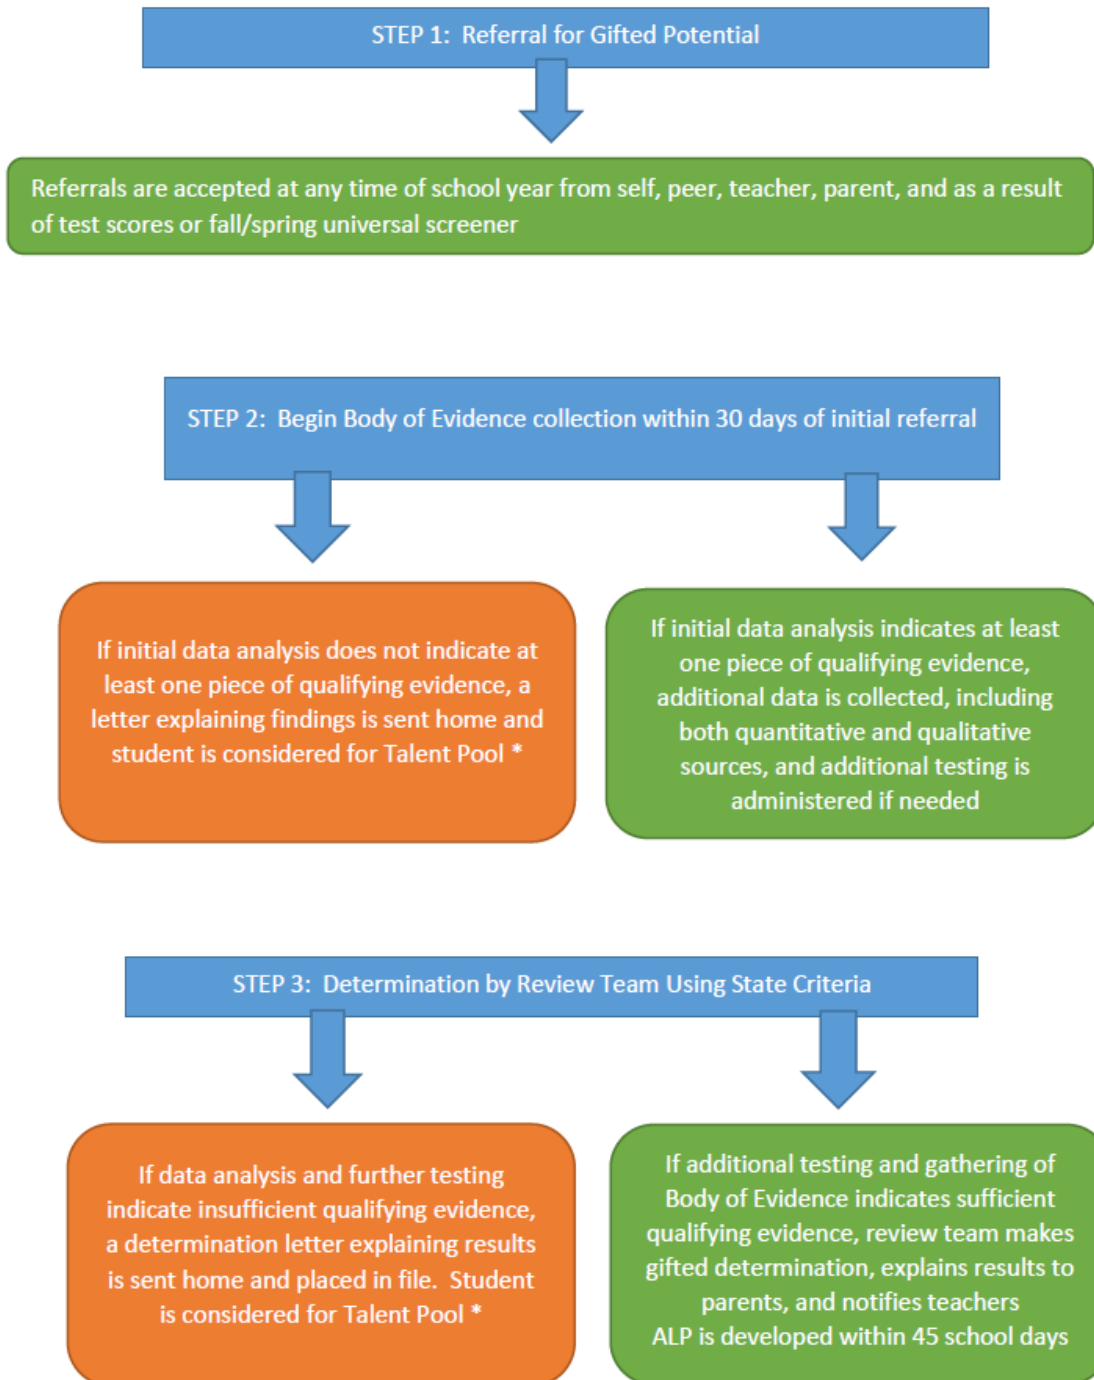 STEP 1:  Referral for Gifted Potential
Referrals are accepted at any time of school year from self, peer, teacher, parent, and as a result
of test scores or fall/spring universal screener
STEP 2:  Begin Body of Evidence collection within 30 days of initial referral
If initial data analysis does not indicate at
least one piece of qualifying evidence, a
letter explaining findings is sent home and
student is considered for Talent Pool *
If initial data analysis indicates at least
one piece of qualifying evidence,
additional data is collected, including
both quantitative and qualitative
sources, and additional testing is
administered if needed
STEP 3:  Determination by Review Team Using State Criteria
If data analysis and further testing
indicate insufficient qualifying evidence,
a determination letter explaining results
is sent home and placed in file.  Student
is considered for Talent Pool *
If additional testing and gathering of
Body of Evidence indicates sufficient
qualifying evidence, review team makes
gifted determination, explains results to
parents, and notifies teachers
ALP is developed within 45 school days